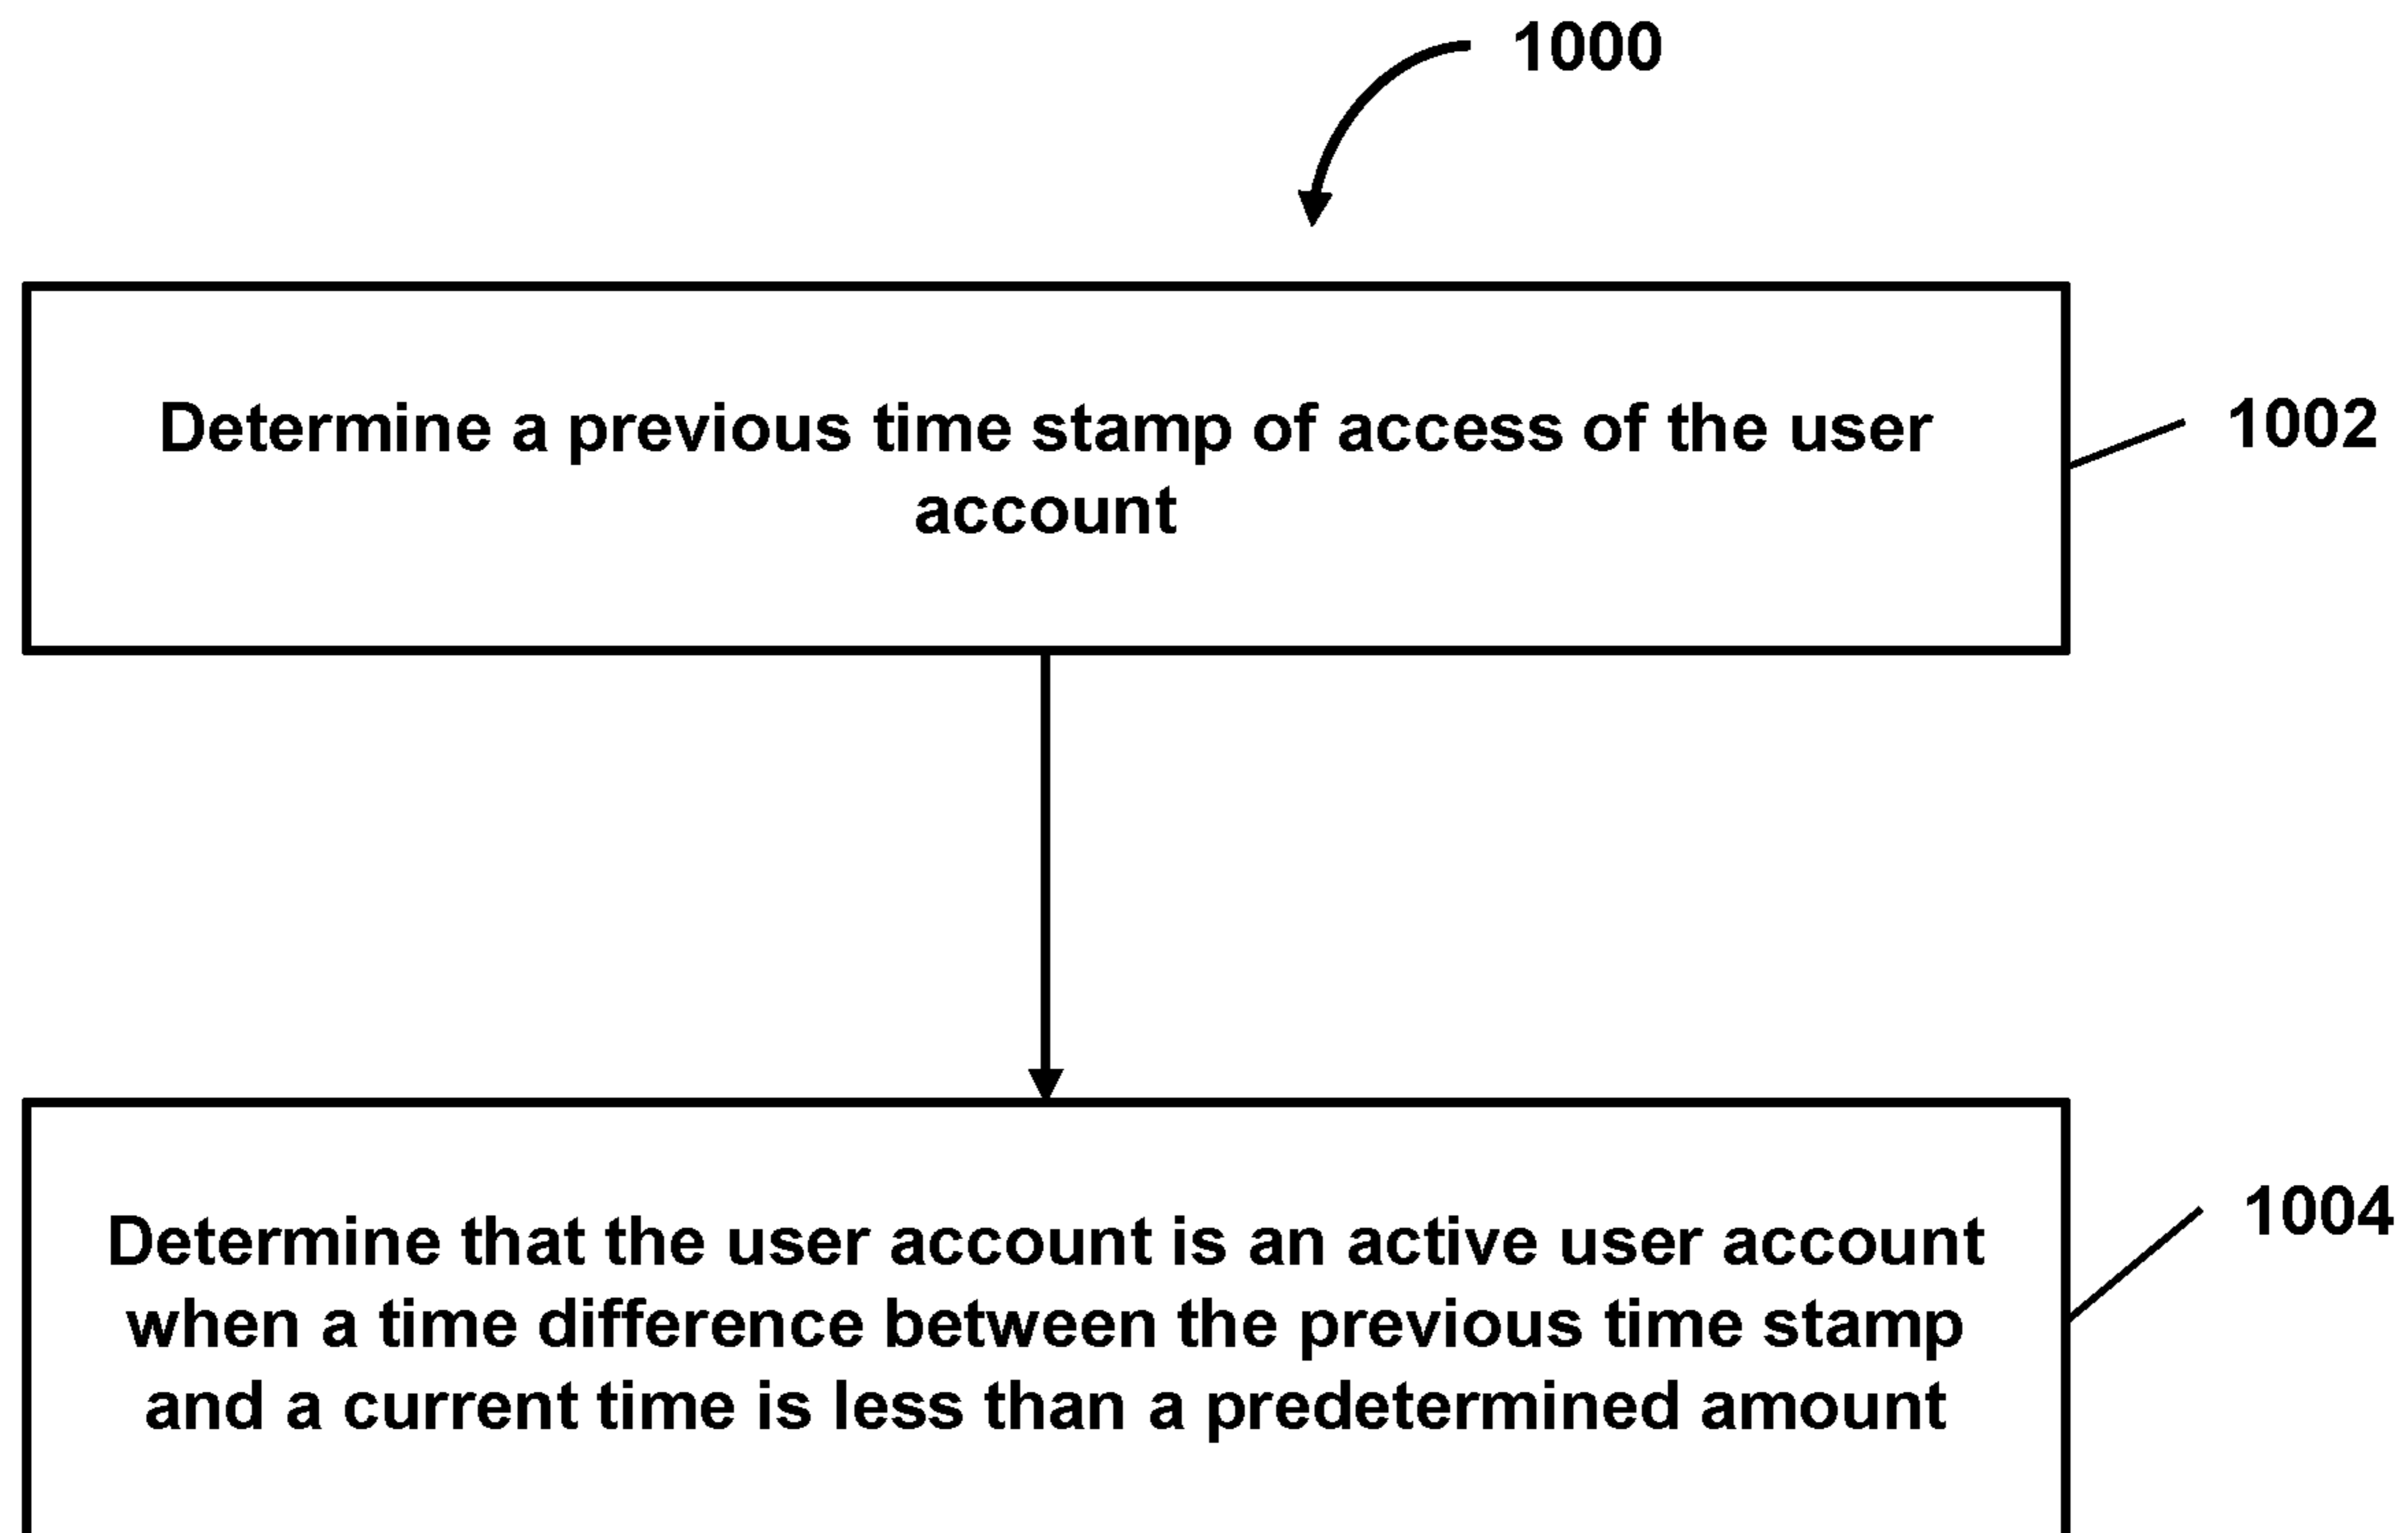 1000
Determine a previous time stamp of access of the user
account
1002
Determine that the user account is an active user account
when a time difference between the previous time stamp
and a current time is less than a predetermined amount
1004